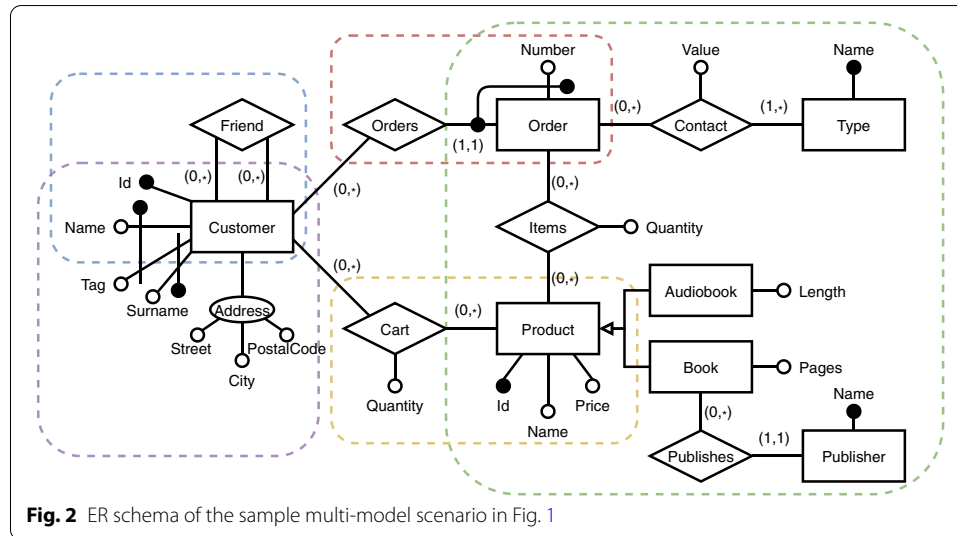 Number
Value
Name
Friend
Orders
Order
(0,⋆)
Contact
(1,⋆)
Type
(1,1)
(0,⋆)
(0,⋆)
Id
(0,⋆)
(0,⋆)
Name
Customer
Items
Quantity
Tag
Surname
(0,⋆)
(0,⋆)
Address
Audiobook
Length
Street
PostalCode
City
Cart
(0,⋆)
Product
Book
Pages
Quantity
Id
Name
Price
(0,⋆)
Name
Publishes
(1,1)
Publisher
Fig. 2 ER schema of the sample multi-model scenario in Fig. 1